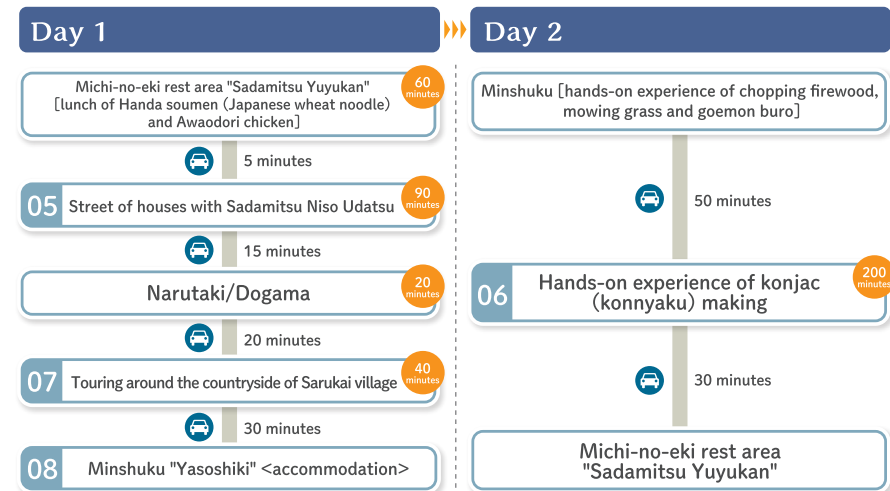 Day 1
Michi-no-eki rest area "Sadamitsu Yuyukan"
[lunch of Handa soumen (Japanese wheat noodle)
and Awaodori chicken]
60
minutes
5 minutes
05
Street of houses with Sadamitsu Niso Udatsu
90
minutes
15 minutes
Narutaki/Dogama
20
minutes
20 minutes
07
Touring around the countryside of Sarukai village
40
minutes
30 minutes
08
Minshuku "Yasoshiki" <accommodation>
Day 2
Minshuku [hands-on experience of chopping firewood,
mowing grass and goemon buro]
50 minutes
06
Hands-on experience of konjac
(konnyaku) making
200
minutes
30 minutes
Michi-no-eki rest area
"Sadamitsu Yuyukan"